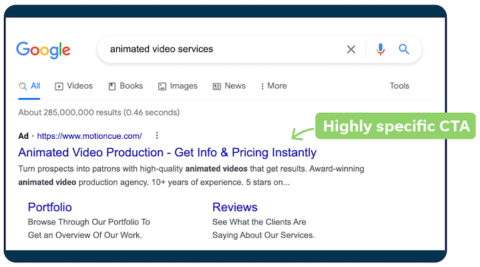 Google
animated video services
All Videos Books Images News More Tools
About 285,000,000 results (0.46 seconds)
Highly specific CTA
Ad · https://www.motioncue.com/
Animated Video Production - Get Info & Pricing Instantly
Turn prospects into patrons with high-quality animated videos that get results. Award-winning
animated video production agency. 10+ years of experience. 5 stars on...
Portfolio
Browse Through Our Portfolio To
Get an Overview Of Our Work.
Reviews
See What the Clients Are
Saying About Our Services.